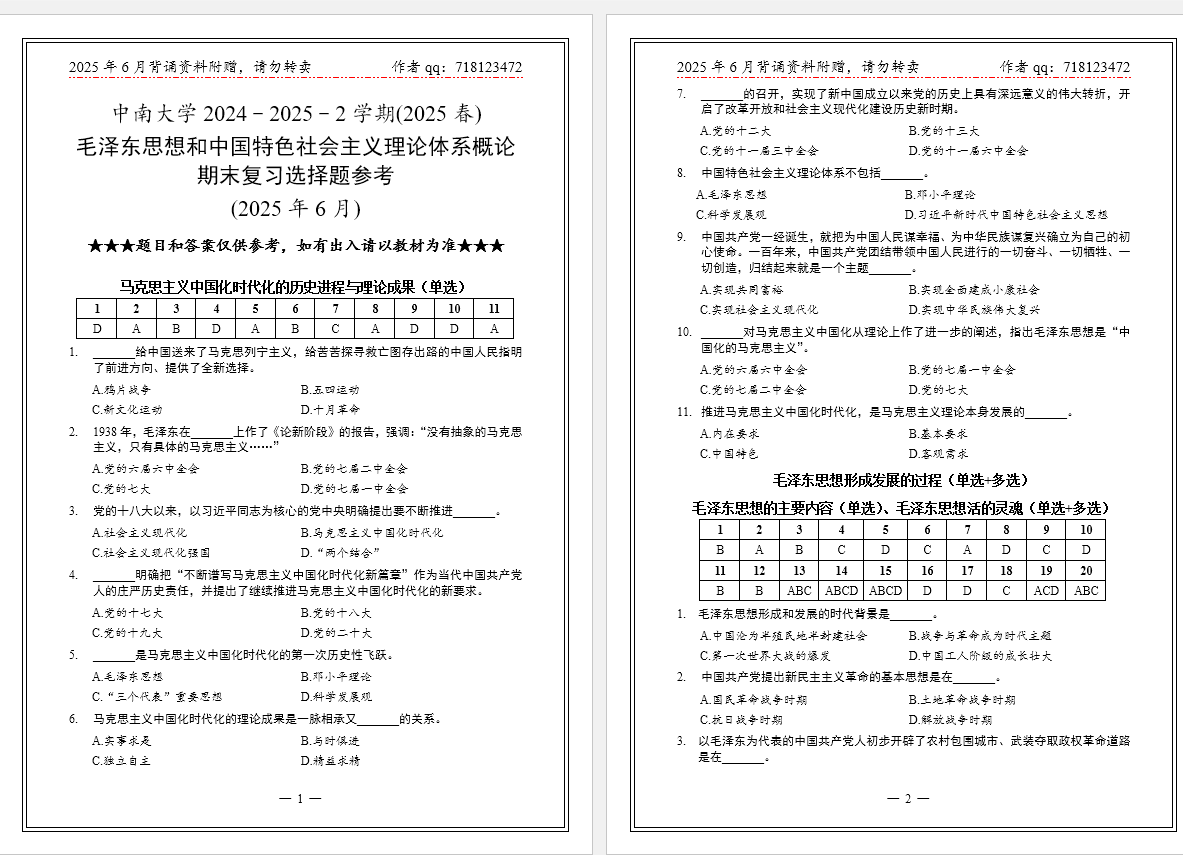 2025 年 6 月背诵资料附赠，请勿转卖 作者 qq：718123472
中南大学 2024－2025－2 学期(2025 春)
毛泽东思想和中国特色社会主义理论体系概论
期末复习选择题参考
(2025 年 6 月)
★★★题目和答案仅供参考，如有出入请以教材为准★★★
马克思主义中国化时代化的历史进程与理论成果（单选）
1 2 3 4 5 6 7 8 9 10 11
D A B D A B C A D D A
1. _______给中国送来了马克思列宁主义，给苦苦探寻救亡图存出路的中国人民指明
了前进方向、提供了全新选择。
A.鸦片战争 B.五四运动
C.新文化运动 D.十月革命
2. 1938 年，毛泽东在_______上作了《论新阶段》的报告，强调：“没有抽象的马克思
主义，只有具体的马克思主义……”
A.党的六届六中全会 B.党的七届二中全会
C.党的七大 D.党的七届一中全会
3. 党的十八大以来，以习近平同志为核心的党中央明确提出要不断推进_______。
A.社会主义现代化 B.马克思主义中国化时代化
C.社会主义现代化强国 D.“两个结合”
4. _______明确把“不断谱写马克思主义中国化时代化新篇章”作为当代中国共产党
人的庄严历史责任，并提出了继续推进马克思主义中国化时代化的新要求。
A.党的十七大 B.党的十八大
C.党的十九大 D.党的二十大
5. _______是马克思主义中国化时代化的第一次历史性飞跃。
A.毛泽东思想 B.邓小平理论
C.“三个代表”重要思想 D.科学发展观
6. 马克思主义中国化时代化的理论成果是一脉相承又_______的关系。
A.实事求是 B.与时俱进
C.独立自主 D.精益求精
— 1 —
2025 年 6 月背诵资料附赠，请勿转卖 作者 qq：718123472
7. _______的召开，实现了新中国成立以来党的历史上具有深远意义的伟大转折，开
启了改革开放和社会主义现代化建设历史新时期。
A.党的十二大 B.党的十三大
C.党的十一届三中全会 D.党的十一届六中全会
8. 中国特色社会主义理论体系不包括_______。
A.毛泽东思想 B.邓小平理论
C.科学发展观 D.习近平新时代中国特色社会主义思想
9. 中国共产党一经诞生，就把为中国人民谋幸福、为中华民族谋复兴确立为自己的初
心使命。一百年来，中国共产党团结带领中国人民进行的一切奋斗、一切牺牲、一
切创造，归结起来就是一个主题_______。
A.实现共同富裕 B.实现全面建成小康社会
C.实现社会主义现代化 D.实现中华民族伟大复兴
10. _______对马克思主义中国化从理论上作了进一步的阐述，指出毛泽东思想是“中
国化的马克思主义”。
A.党的六届六中全会 B.党的七届一中全会
C.党的七届二中全会 D.党的七大
11. 推进马克思主义中国化时代化，是马克思主义理论本身发展的_______。
A.内在要求 B.基本要求
C.中国特色 D.客观需求
毛泽东思想形成发展的过程（单选+多选）
毛泽东思想的主要内容（单选）、毛泽东思想活的灵魂（单选+多选）
1 2 3 4 5 6 7 8 9 10
B A B C D C A D C D
11 12 13 14 15 16 17 18 19 20
B B ABC ABCD ABCD D D C ACD ABC
1. 毛泽东思想形成和发展的时代背景是_______。
A.中国沦为半殖民地半封建社会 B.战争与革命成为时代主题
C.第一次世界大战的爆发 D.中国工人阶级的成长壮大
2. 中国共产党提出新民主主义革命的基本思想是在_______。
A.国民革命战争时期 B.土地革命战争时期
C.抗日战争时期 D.解放战争时期
3. 以毛泽东为代表的中国共产党人初步开辟了农村包围城市、武装夺取政权革命道路
是在_______。
— 2 —